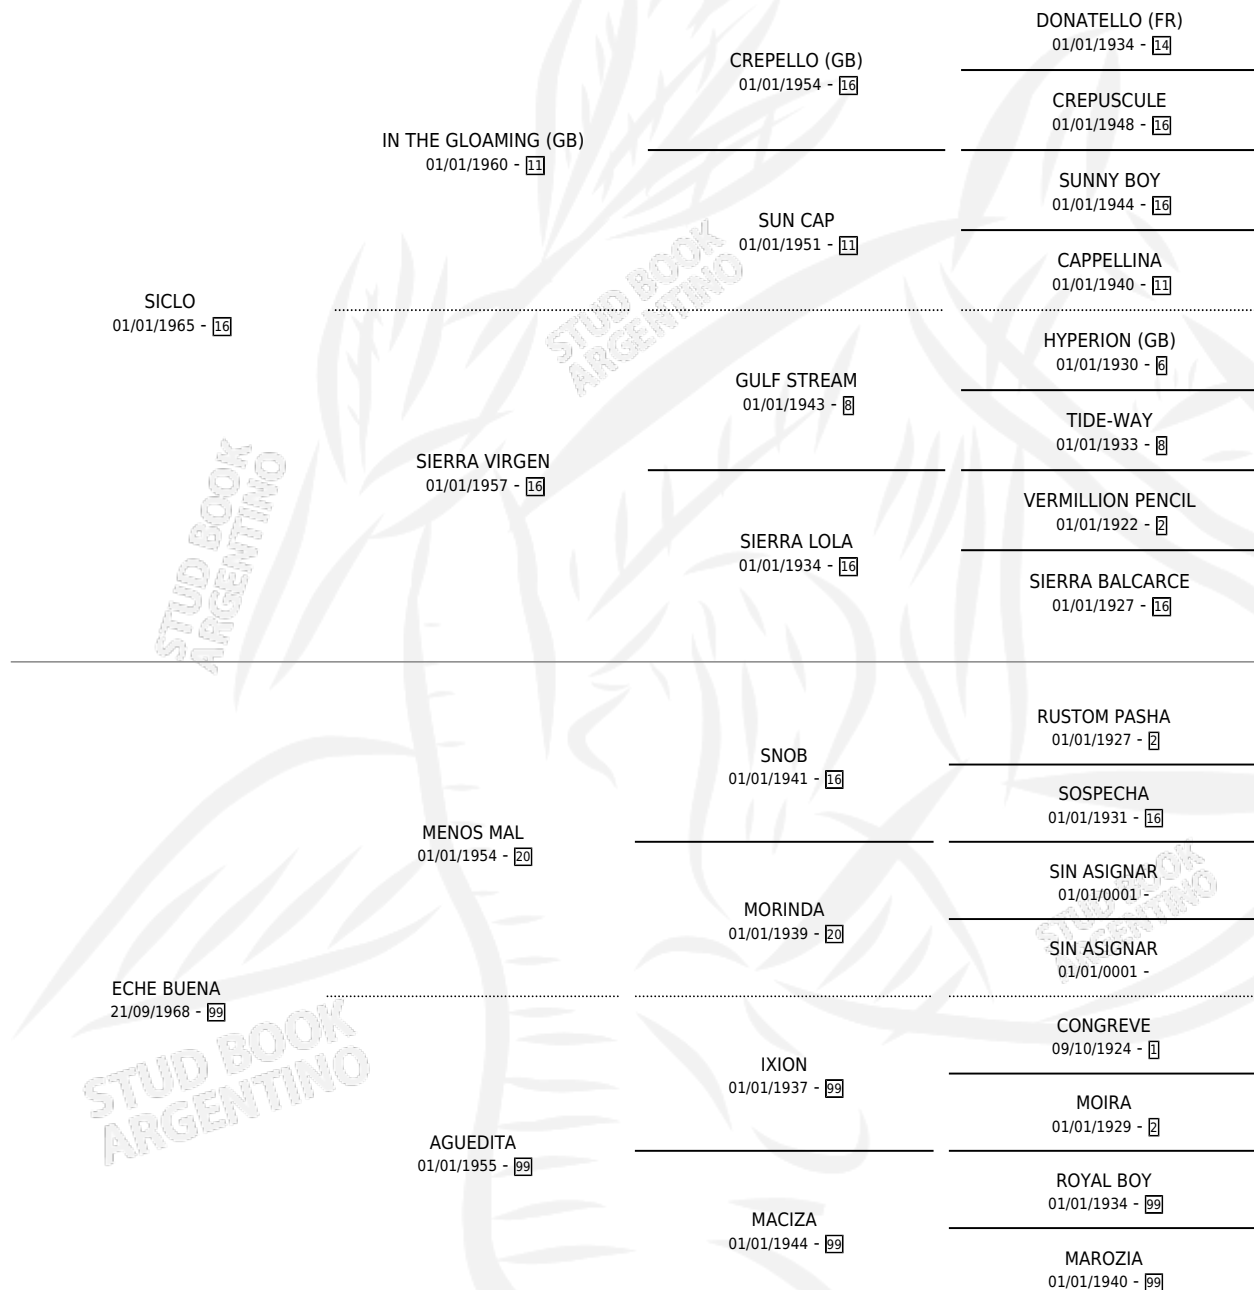 DONATELLO (FR)
01/01/1934 - 14
CREPELLO (GB)
01/01/1954 - 16
CREPUSCULE
01/01/1948 - 16
IN THE GLOAMING (GB)
01/01/1960 - 11
SUNNY BOY
01/01/1944 - 16
SUN CAP
01/01/1951 - 11
CAPPELLINA
01/01/1940 - 11
SICLO
01/01/1965 - 16
HYPERION (GB)
01/01/1930 - 6
GULF STREAM
01/01/1943 - 8
TIDE-WAY
01/01/1933 - 8
SIERRA VIRGEN
01/01/1957 - 16
VERMILLION PENCIL
01/01/1922 - 2
SIERRA LOLA
01/01/1934 - 16
SIERRA BALCARCE
01/01/1927 - 16
STUD BOOK
ARGENTINO
STUD BOOK
ARGENTINO
RUSTOM PASHA
01/01/1927 - 2
SNOB
01/01/1941 - 16
SOSPECHA
01/01/1931 - 16
MENOS MAL
01/01/1954 - 20
SIN ASIGNAR
01/01/0001 -
MORINDA
01/01/1939 - 20
SIN ASIGNAR
01/01/0001 -
STUD BOOK
ARGENTINO
ECHE BUENA
21/09/1968 - 99
CONGREVE
09/10/1924 - 1
IXION
01/01/1937 - 99
MOIRA
01/01/1929 - 2
AGUEDITA
01/01/1955 - 99
ROYAL BOY
01/01/1934 - 99
MACIZA
01/01/1944 - 99
MAROZIA
01/01/1940 - 99
STUD BOOK
ARGENTINO